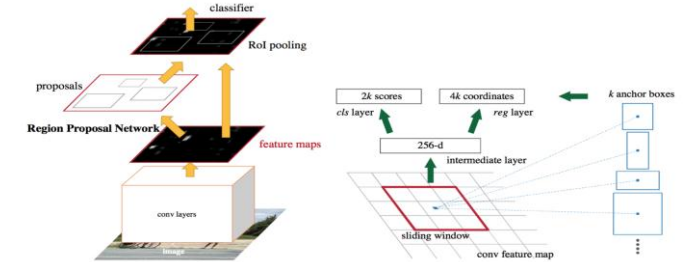 classifier
RoI pooling
proposals
Region Proposal Network
feature maps
conv layers
image
2k scores
4k coordinates
k anchor boxes
cls layer
reg layer
256-d
intermediate layer
sliding window
conv feature map